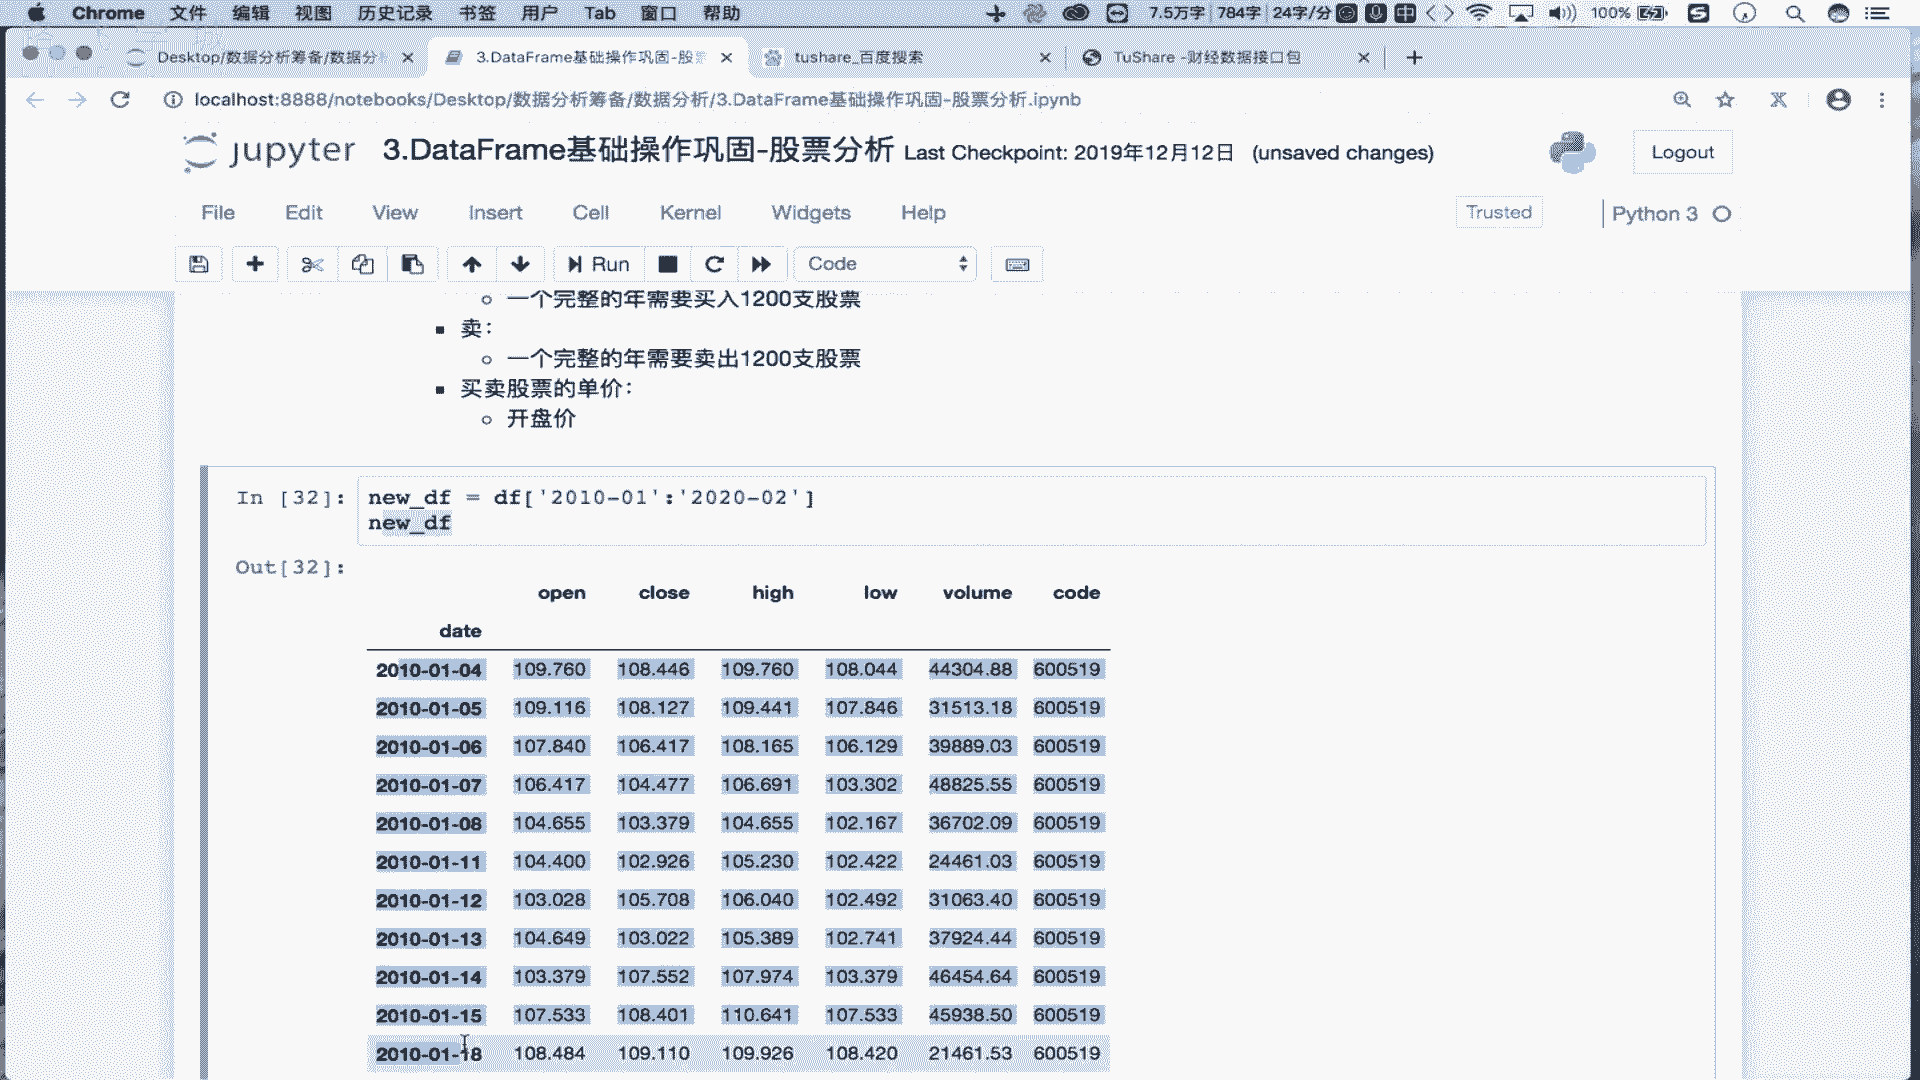 Chrome 文件 编辑 视图 历史记录 书签 用户 Tab 窗口 帮助 7.5万字 784字 24字/分 中 100%
Desktop/数据分析筹备/数据分 3.DataFrame基础操作巩固-股 tushare_百度搜索 TuShare -财经数据接口包
localhost:8888/notebooks/Desktop/数据分析筹备/数据分析/3.DataFrame基础操作巩固-股票分析.ipynb
jupyter 3.DataFrame基础操作巩固-股票分析 Last Checkpoint: 2019年12月12日 (unsaved changes) Logout
File Edit View Insert Cell Kernel Widgets Help Trusted Python 3
Run Code
一个完整的年需要买入1200支股票
卖：
一个完整的年需要卖出1200支股票
买卖股票的单价：
开盘价
In [32]: new_df = df['2010-01':'2020-02']
new_df
Out[32]:
open close high low volume code
date
2010-01-04 109.760 108.446 109.760 108.044 44304.88 600519
2010-01-05 109.116 108.127 109.441 107.846 31513.18 600519
2010-01-06 107.840 106.417 108.165 106.129 39889.03 600519
2010-01-07 106.417 104.477 106.691 103.302 48825.55 600519
2010-01-08 104.655 103.379 104.655 102.167 36702.09 600519
2010-01-11 104.400 102.926 105.230 102.422 24461.03 600519
2010-01-12 103.028 105.708 106.040 102.492 31063.40 600519
2010-01-13 104.649 103.022 105.389 102.741 37924.44 600519
2010-01-14 103.379 107.552 107.974 103.379 46454.64 600519
2010-01-15 107.533 108.401 110.641 107.533 45938.50 600519
2010-01-18 108.484 109.110 109.926 108.420 21461.53 600519